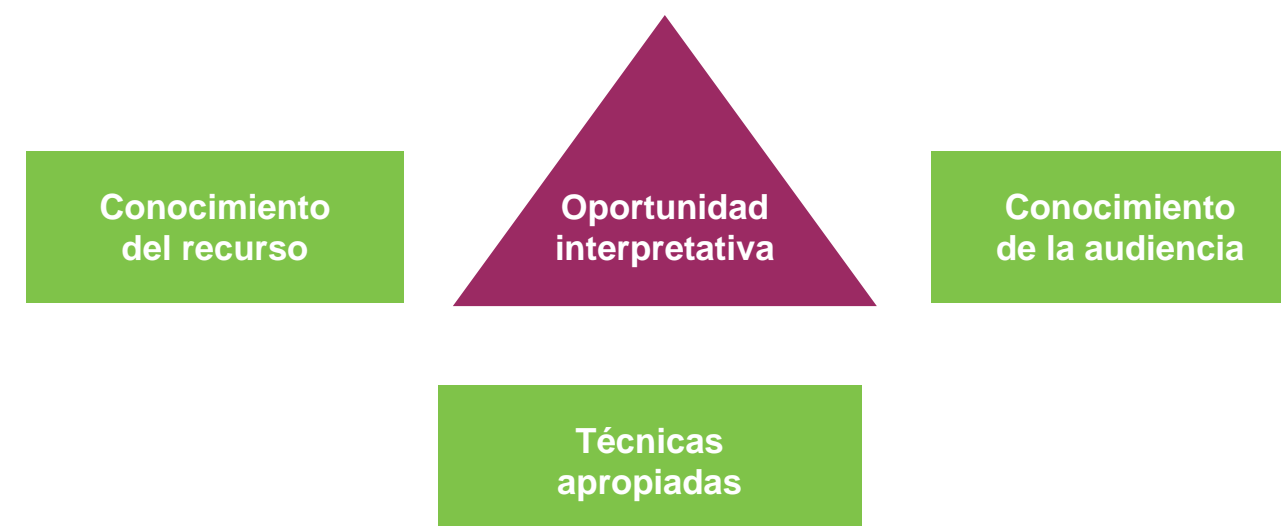 Conocimiento
del recurso
Oportunidad
interpretativa
Conocimiento
de la audiencia
Técnicas
apropiadas